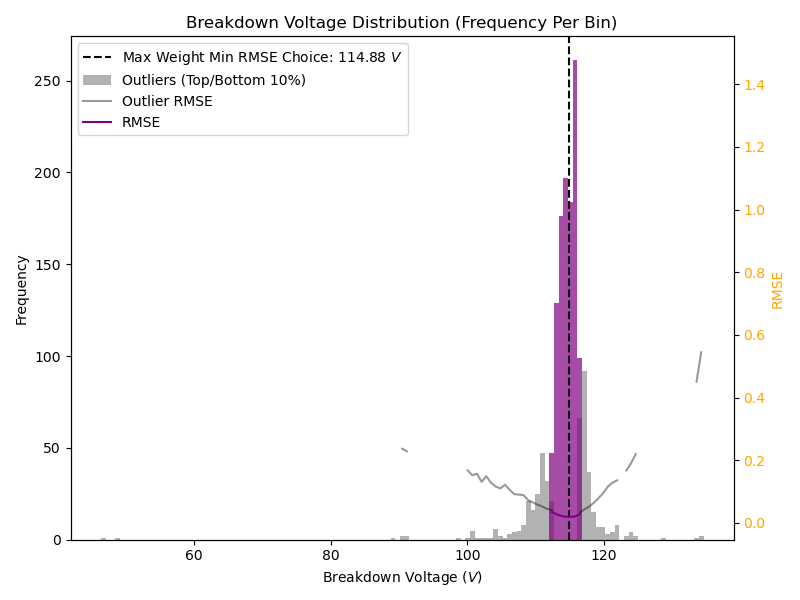 Breakdown Voltage Distribution (Frequency Per Bin)
Max Weight Min RMSE Choice: 114.88 V
Outliers (Top/Bottom 10%)
Outlier RMSE
RMSE
Frequency
250
200
150
100
50
0
1.4
1.2
1.0
0.8
0.6
0.4
0.2
0.0
RMSE
60
80
100
120
Breakdown Voltage (V)